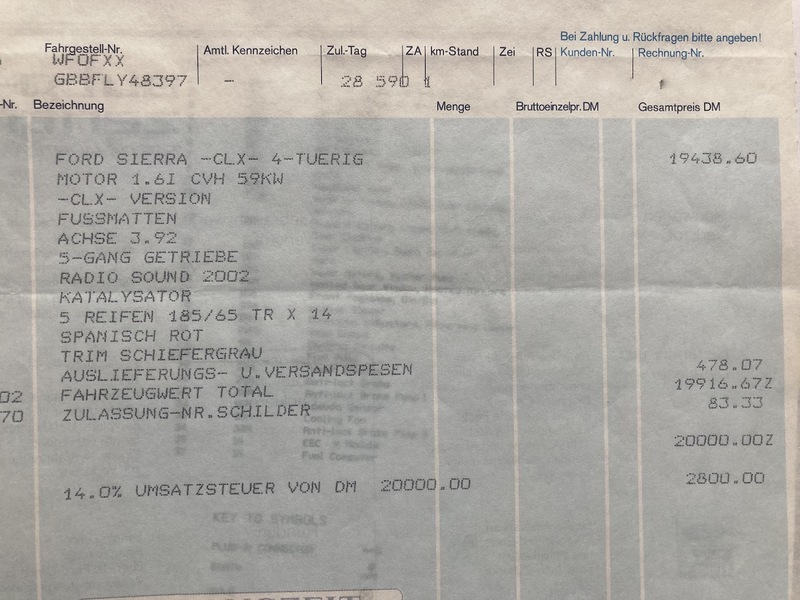 Bei Zahlung u. Rückfragen bitte angeben!
Fahrgestell-Nr. Amtl. Kennzeichen Zul.-Tag ZA km-Stand Zei RS Kunden-Nr. Rechnung-Nr.
WFOFXX
GBBFLY48397 - 28 590 1
-Nr. Bezeichnung Menge Bruttoeinzelpr.DM Gesamtpreis DM
FORD SIERRA -CLX- 4-TUERIG 19438.60
MOTOR 1.6I CVH 59KW
-CLX- VERSION
FUSSMATTEN
ACHSE 3.92
5-GANG GETRIEBE
RADIO SOUND 2002
KATALYSATOR
5 REIFEN 185/65 TR X 14
SPANISCH ROT
TRIM SCHIEFERGRAU
AUSLIEFERUNGS- U.VERSANDSPESEN 478.07
02 FAHRZEUGWERT TOTAL 19916.67Z
70 ZULASSUNG-NR.SCHILDER 83.33
20000.00Z
14.0% UMSATZSTEUER VON DM 20000.00 2800.00
KEY TO SYMBOLS